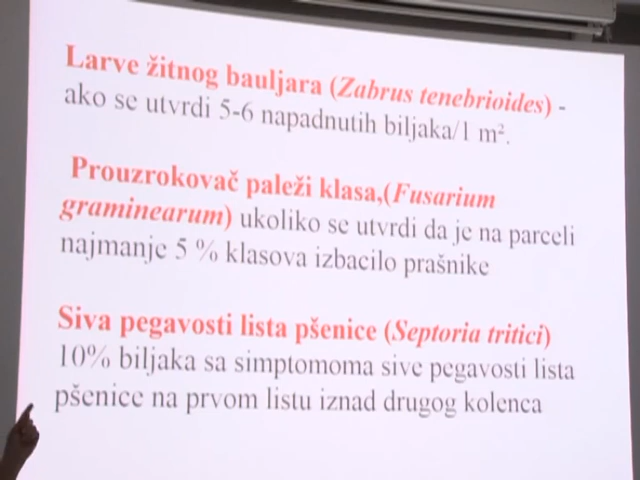 Larve žitnog bauljara (Zabrus tenebrioides) -
ako se utvrdi 5-6 napadnutih biljaka/1 m².
Prouzrokovač paleži klasa,(Fusarium
graminearum) ukoliko se utvrdi da je na parceli
najmanje 5 % klasova izbacilo prašnike
Siva pegavosti lista pšenice (Septoria tritici)
10% biljaka sa simptomoma sive pegavosti lista
pšenice na prvom listu iznad drugog kolenca